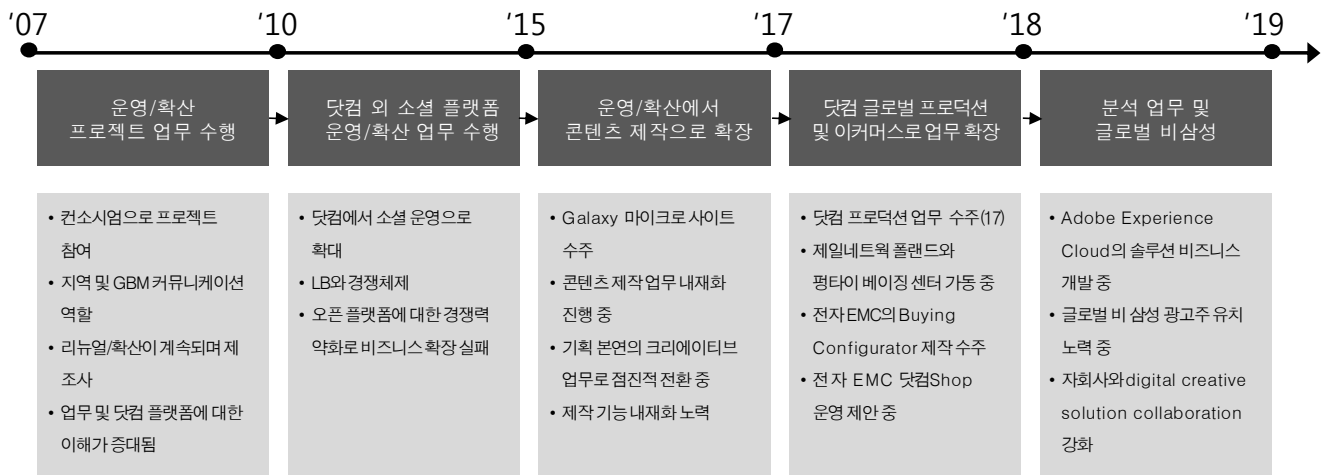 '07
'10
'15
'17
'18
'19
운영/확산
프로젝트 업무 수행
닷컴 외 소셜 플랫폼
운영/확산 업무 수행
운영/확산에서
콘텐츠 제작으로 확장
닷컴 글로벌 프로덕션
및 이커머스로 업무 확장
분석 업무 및
글로벌 비삼성
• 컨소시엄으로 프로젝트
참여
• 지역 및 GBM 커뮤니케이션
역할
• 리뉴얼/확산이 계속되며 제
조사
• 업무 및 닷컴 플랫폼에 대한
이해가 증대됨
• 닷컴에서 소셜 운영으로
확대
• LB와 경쟁체제
• 오픈 플랫폼에 대한 경쟁력
약화로 비즈니스 확장 실패
• Galaxy 마이크로 사이트
수주
• 콘텐츠 제작 업무 내재화
진행 중
• 기획 본연의 크리에이티브
업무로 점진적 전환 중
• 제작 기능 내재화 노력
• 닷컴 프로덕션 업무 수주(17)
• 제일네트웍 폴랜드와
펑타이 베이징 센터 가동 중
• 전자 EMC의 Buying
Configurator 제작 수주
• 전자 EMC 닷컴Shop
운영 제안 중
• Adobe Experience
Cloud의 솔루션 비즈니스
개발 중
• 글로벌 비 삼성 광고주 유치
노력 중
• 자회사와 digital creative
solution collaboration
강화